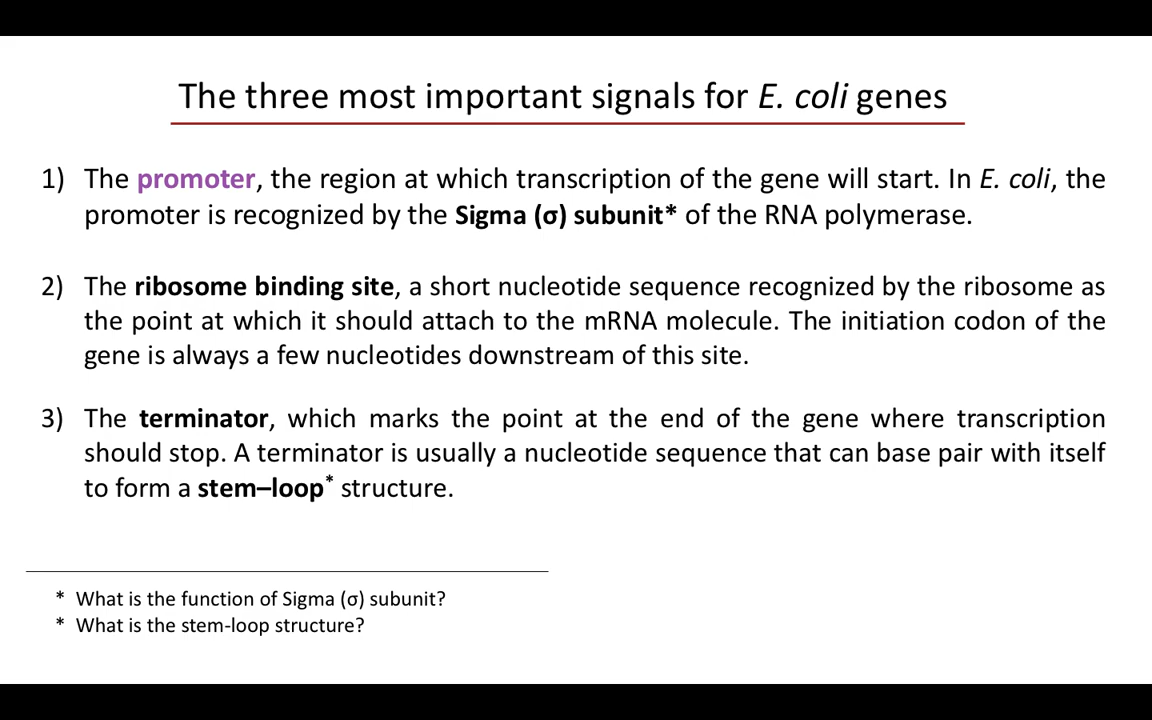 The three most important signals for E. coli genes
1) The promoter, the region at which transcription of the gene will start. In E. coli, the
promoter is recognized by the Sigma (σ) subunit* of the RNA polymerase.
2) The ribosome binding site, a short nucleotide sequence recognized by the ribosome as
the point at which it should attach to the mRNA molecule. The initiation codon of the
gene is always a few nucleotides downstream of this site.
3) The terminator, which marks the point at the end of the gene where transcription
should stop. A terminator is usually a nucleotide sequence that can base pair with itself
to form a stem–loop* structure.
* What is the function of Sigma (σ) subunit?
* What is the stem-loop structure?